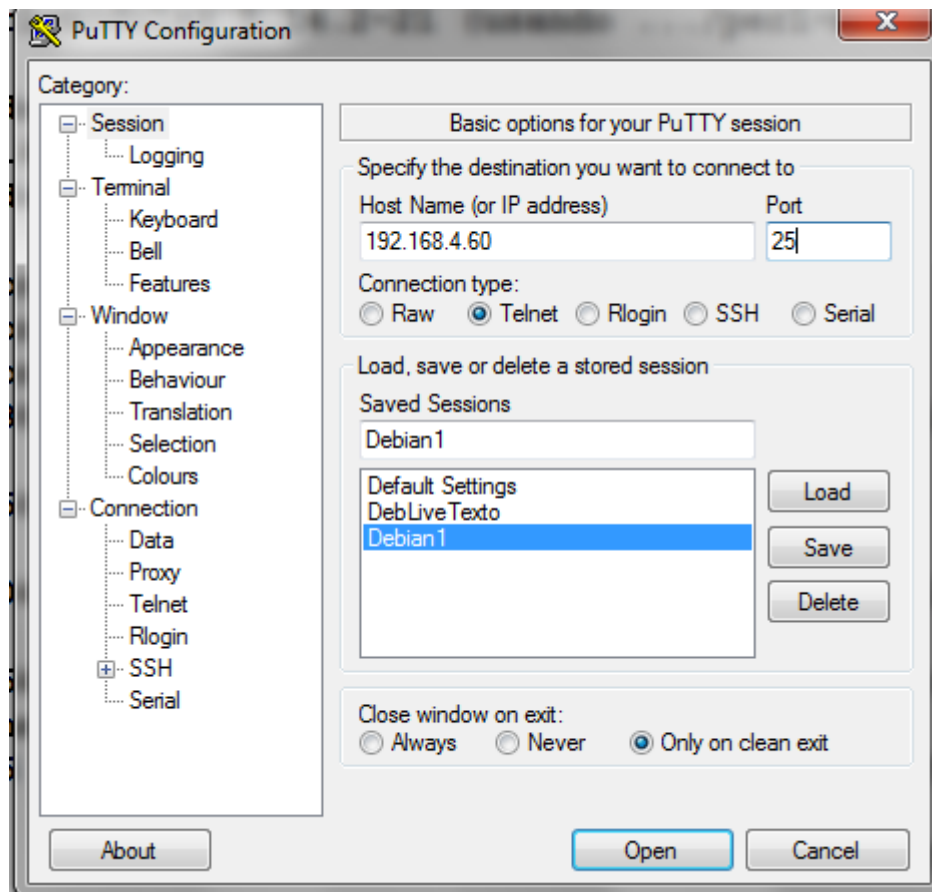 PuTTY Configuration
Category:
Session
Logging
Terminal
Keyboard
Bell
Features
Window
Appearance
Behaviour
Translation
Selection
Colours
Connection
Data
Proxy
Telnet
Rlogin
SSH
Serial
Basic options for your PuTTY session
Specify the destination you want to connect to
Host Name (or IP address) Port
192.168.4.60 25
Connection type:
Raw Telnet Rlogin SSH Serial
Load, save or delete a stored session
Saved Sessions
Debian1
Default Settings
DebLiveTexto
Debian1
Load
Save
Delete
Close window on exit:
Always Never Only on clean exit
About Open Cancel